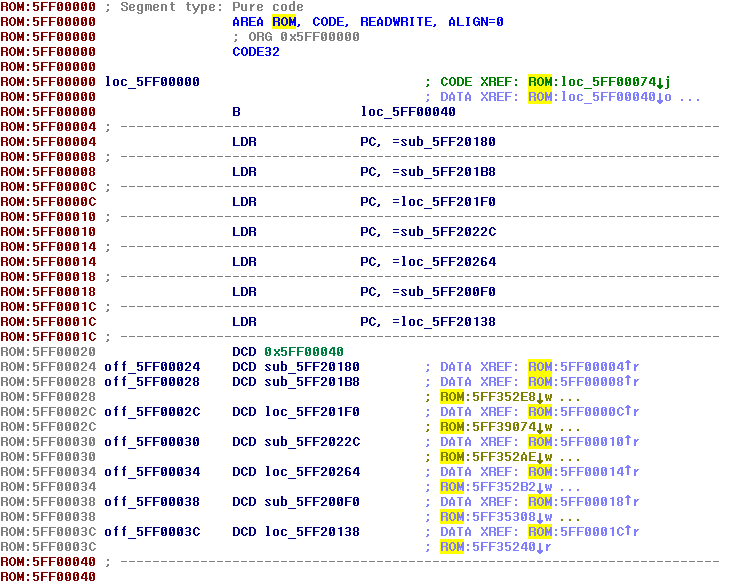 ROM:5FF00000 ; Segment type: Pure code
ROM:5FF00000 AREA ROM, CODE, READWRITE, ALIGN=0
ROM:5FF00000 ; ORG 0x5FF00000
ROM:5FF00000 CODE32
ROM:5FF00000
ROM:5FF00000 loc_5FF00000 ; CODE XREF: ROM:loc_5FF00074↓j
ROM:5FF00000 ; DATA XREF: ROM:loc_5FF00040↓o ...
ROM:5FF00000 B loc_5FF00040
ROM:5FF00004 ; ---------------------------------------------------------------------------
ROM:5FF00004 LDR PC, =sub_5FF20180
ROM:5FF00008 ; ---------------------------------------------------------------------------
ROM:5FF00008 LDR PC, =sub_5FF201B8
ROM:5FF0000C ; ---------------------------------------------------------------------------
ROM:5FF0000C LDR PC, =loc_5FF201F0
ROM:5FF00010 ; ---------------------------------------------------------------------------
ROM:5FF00010 LDR PC, =sub_5FF2022C
ROM:5FF00014 ; ---------------------------------------------------------------------------
ROM:5FF00014 LDR PC, =loc_5FF20264
ROM:5FF00018 ; ---------------------------------------------------------------------------
ROM:5FF00018 LDR PC, =sub_5FF200F0
ROM:5FF0001C ; ---------------------------------------------------------------------------
ROM:5FF0001C LDR PC, =loc_5FF20138
ROM:5FF0001C ; ---------------------------------------------------------------------------
ROM:5FF00020 DCD 0x5FF00040
ROM:5FF00024 off_5FF00024 DCD sub_5FF20180 ; DATA XREF: ROM:5FF00004↑r
ROM:5FF00028 off_5FF00028 DCD sub_5FF201B8 ; DATA XREF: ROM:5FF00008↑r
ROM:5FF00028 ; ROM:5FF352E8↓w ...
ROM:5FF0002C off_5FF0002C DCD loc_5FF201F0 ; DATA XREF: ROM:5FF0000C↑r
ROM:5FF0002C ; ROM:5FF39074↓w ...
ROM:5FF00030 off_5FF00030 DCD sub_5FF2022C ; DATA XREF: ROM:5FF00010↑r
ROM:5FF00030 ; ROM:5FF352AE↓w ...
ROM:5FF00034 off_5FF00034 DCD loc_5FF20264 ; DATA XREF: ROM:5FF00014↑r
ROM:5FF00034 ; ROM:5FF352B2↓w ...
ROM:5FF00038 off_5FF00038 DCD sub_5FF200F0 ; DATA XREF: ROM:5FF00018↑r
ROM:5FF00038 ; ROM:5FF35308↓w ...
ROM:5FF0003C off_5FF0003C DCD loc_5FF20138 ; DATA XREF: ROM:5FF0001C↑r
ROM:5FF0003C ; ROM:5FF35240↓r
ROM:5FF00040 ; ---------------------------------------------------------------------------
ROM:5FF00040